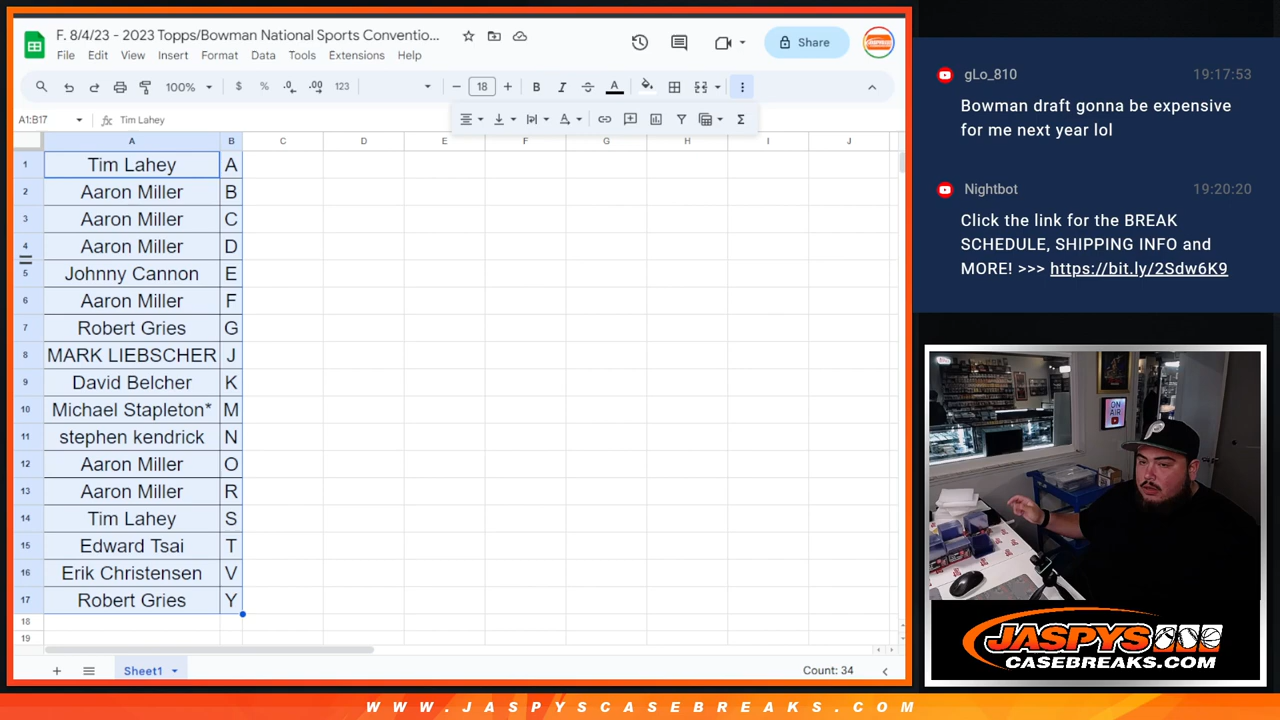 F. 8/4/23 - 2023 Topps/Bowman National Sports Conventio...
File Edit View Insert Format Data Tools Extensions Help
Share
100% $ % .0 .00 123 18 B I S A
A1:B17 fx Tim Lahey
A B C D E F G H I J
1 Tim Lahey A
2 Aaron Miller B
3 Aaron Miller C
4 Aaron Miller D
5 Johnny Cannon E
6 Aaron Miller F
7 Robert Gries G
8 MARK LIEBSCHER J
9 David Belcher K
10 Michael Stapleton* M
11 stephen kendrick N
12 Aaron Miller O
13 Aaron Miller R
14 Tim Lahey S
15 Edward Tsai T
16 Erik Christensen V
17 Robert Gries Y
18
19
Sheet1
Count: 34
gLo_810 19:17:53
Bowman draft gonna be expensive
for me next year lol
Nightbot 19:20:20
Click the link for the BREAK
SCHEDULE, SHIPPING INFO and
MORE! >>> https://bit.ly/2Sdw6K9
ON
AIR
P
JASPYS
CASEBREAKS.COM
WWW.JASPYSCASEBREAKS.COM